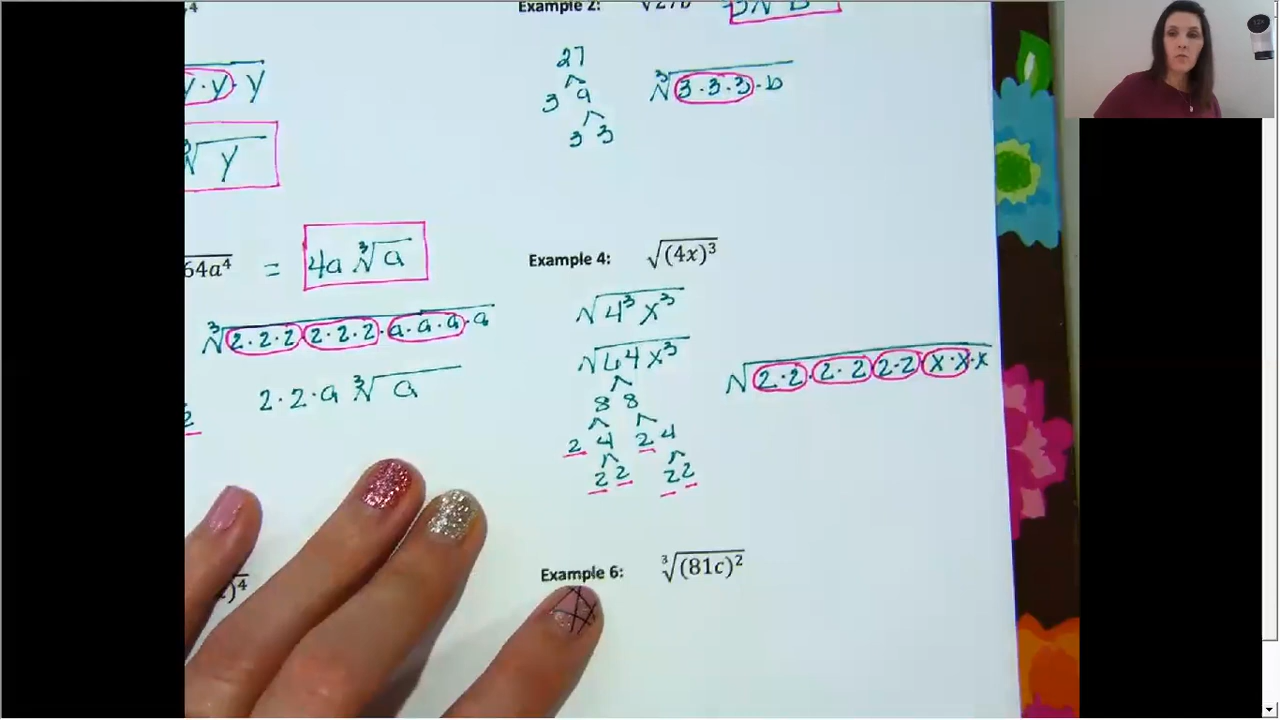 Example 2:
27
3 9
3 3
∛3·3·3·b
y·y·y
∛y
64a⁴ = 4a ∛a
∛2·2·2·2·2·2·a·a·a·a
2·2·a ∛a
Example 4: √(4x)³
√4³x³
√64x³
8 8
2 4 2 4
2 2 2 2
√2·2·2·2·2·2·x·x·x
Example 6: ∛(81c)²